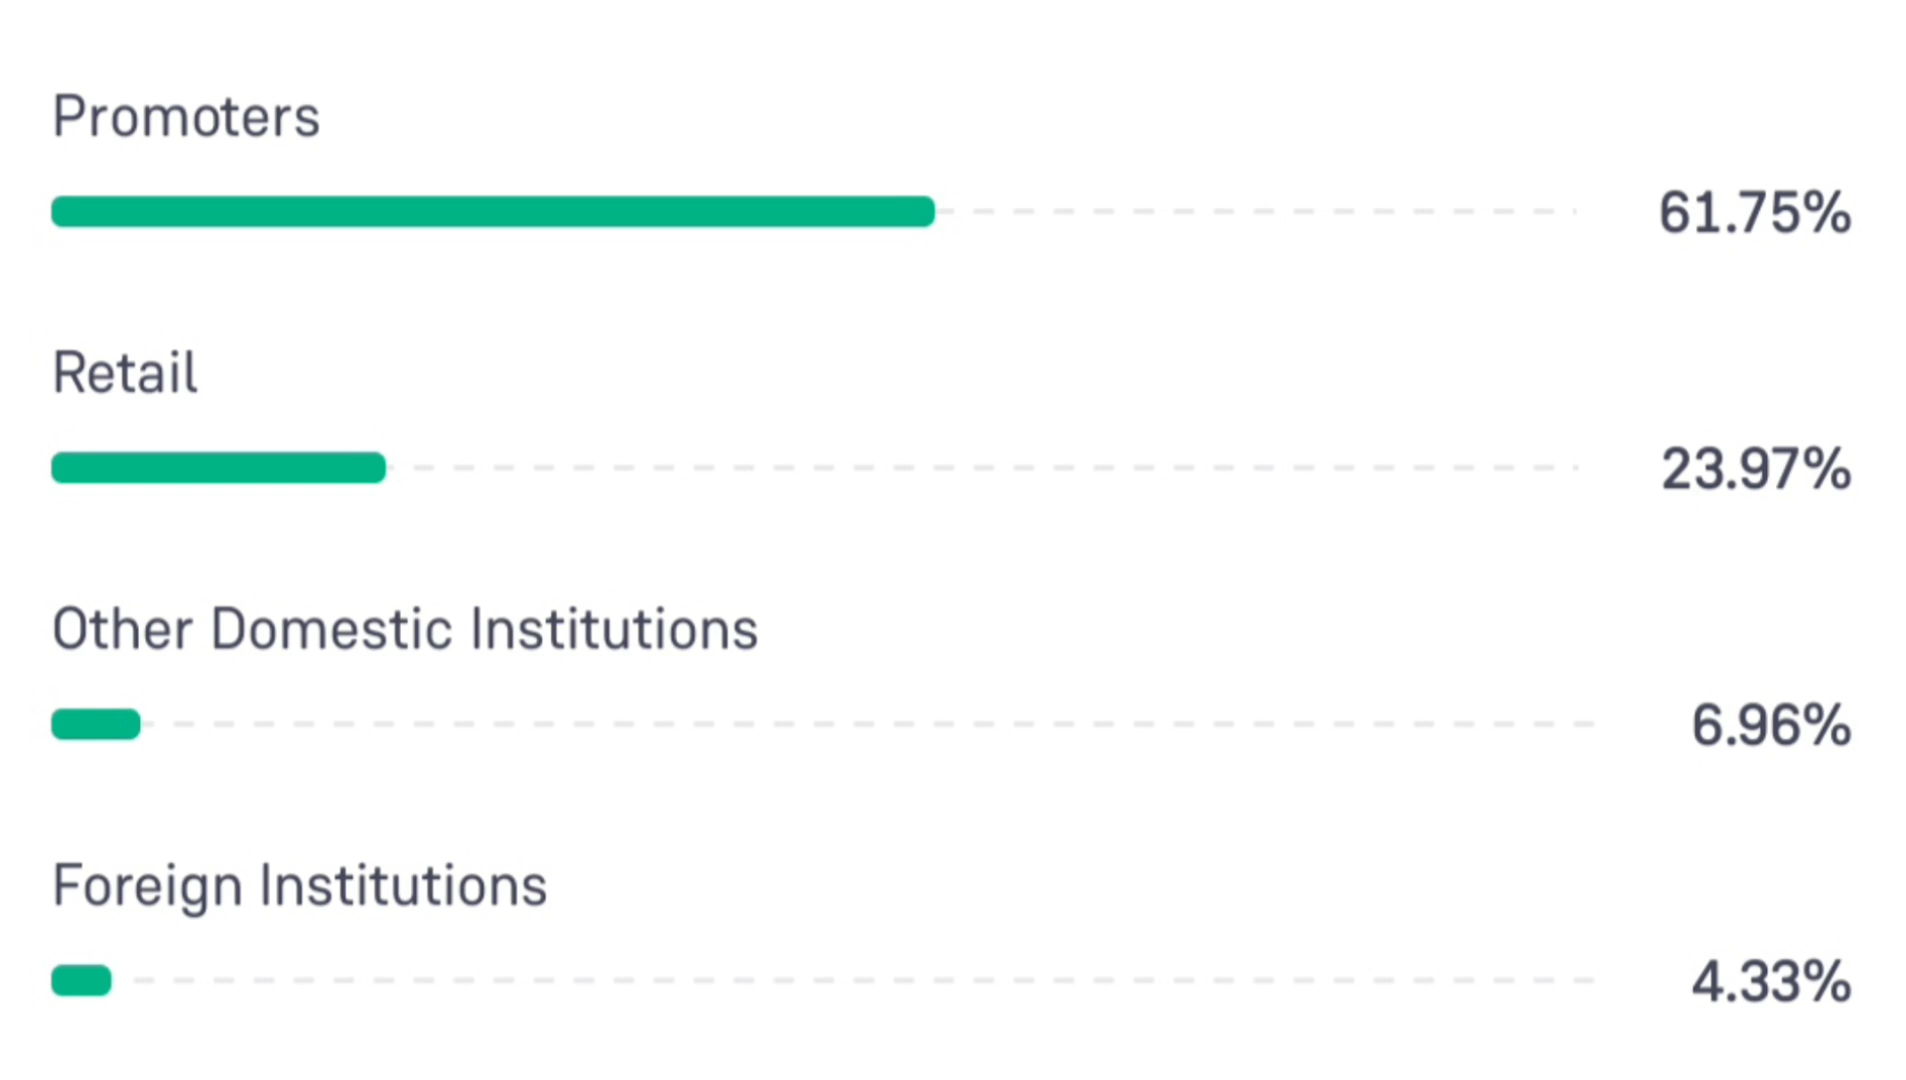 Promoters
61.75%
Retail
23.97%
Other Domestic Institutions
6.96%
Foreign Institutions
4.33%